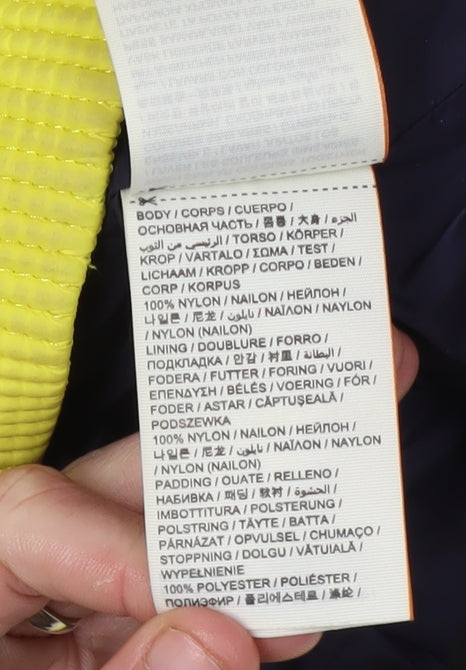 BODY / CORPS / CUERPO /
ОСНОВНАЯ ЧАСТЬ / 몸통 / 大身 / الجزء
الرئيسي من الثوب / TORSO / KÖRPER /
KROP / VARTALO / ΣΩΜΑ / TEST /
LICHAAM / KROPP / CORPO / BEDEN /
CORP / KORPUS
100% NYLON / NAILON / НЕЙЛОН /
나일론 / 尼龙 / نايلون / ΝΑΪΛΟΝ / NAYLON
/ NYLON (NAILON)
LINING / DOUBLURE / FORRO /
ПОДКЛАДКА / 안감 / 衬里 / البطانة /
FODERA / FUTTER / FORING / VUORI /
ΕΠΕΝΔΥΣΗ / BÉLÉS / VOERING / FÓR /
FODER / ASTAR / CĂPTUŞEALĂ /
PODSZEWKA
100% NYLON / NAILON / НЕЙЛОН /
나일론 / 尼龙 / نايلون / ΝΑΪΛΟΝ / NAYLON
/ NYLON (NAILON)
PADDING / OUATE / RELLENO /
НАБИВКА / 패딩 / 软衬 / الحشوة /
IMBOTTITURA / POLSTERUNG /
POLSTRING / TÄYTE / ΒΑΤΤΑ /
PÁRNÁZAT / OPVULSEL / CHUMAÇO /
STOPPNING / DOLGU / VĂTUIALĂ /
WYPEŁNIENIE
100% POLYESTER / POLIÉSTER /
ПОЛИЭФИР / 폴리에스테르 / 涤纶 /